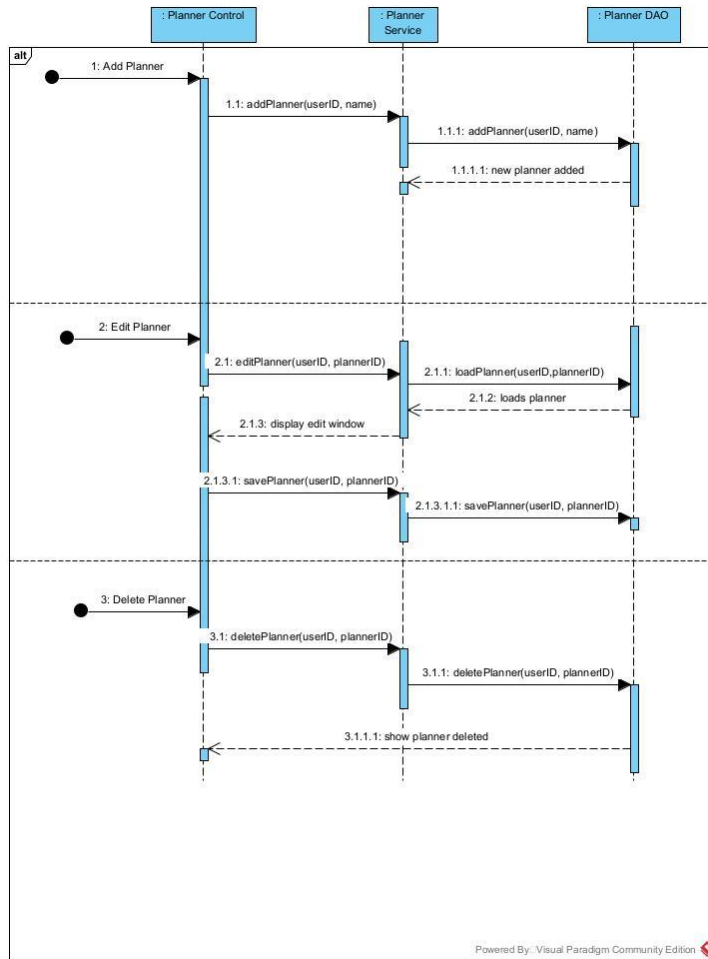 : Planner Control
: Planner
Service
: Planner DAO
alt
1: Add Planner
1.1: addPlanner(userID, name)
1.1.1: addPlanner(userID, name)
1.1.1.1: new planner added
2: Edit Planner
2.1: editPlanner(userID, plannerID)
2.1.1: loadPlanner(userID,plannerID)
2.1.2: loads planner
2.1.3: display edit window
2.1.3.1: savePlanner(userID, plannerID)
2.1.3.1.1: savePlanner(userID, plannerID)
3: Delete Planner
3.1: deletePlanner(userID, plannerID)
3.1.1: deletePlanner(userID, plannerID)
3.1.1.1: show planner deleted
Powered By Visual Paradigm Community Edition